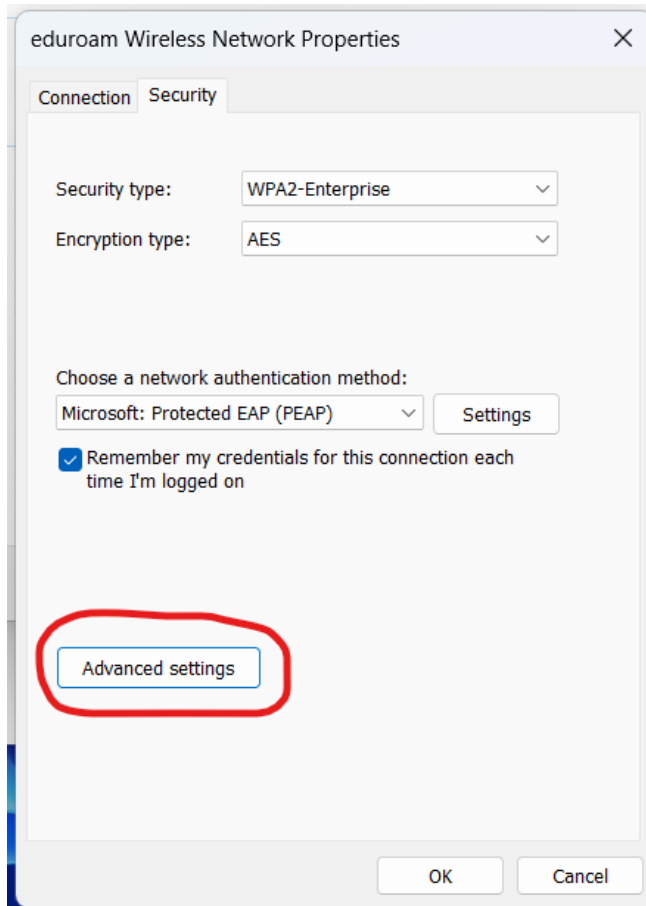 eduroam Wireless Network Properties
Connection Security
Security type: WPA2-Enterprise
Encryption type: AES
Choose a network authentication method:
Microsoft: Protected EAP (PEAP) Settings
Remember my credentials for this connection each
time I'm logged on
Advanced settings
OK Cancel